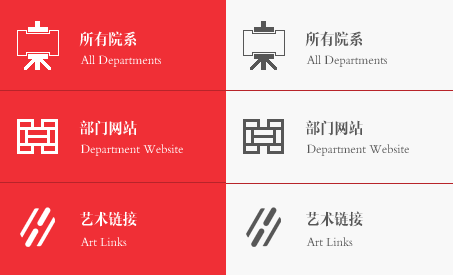 所有院系
All Departments
所有院系
All Departments
部门网站
Department Website
部门网站
Department Website
艺术链接
Art Links
艺术链接
Art Links